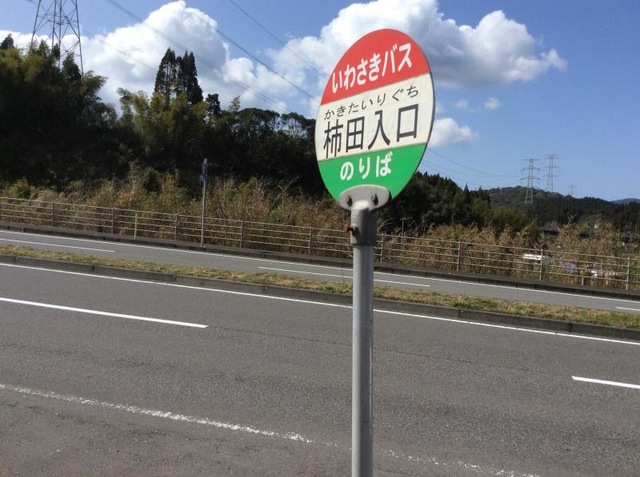 いわさきバス
かきたいりぐち
柿田入口
のりば